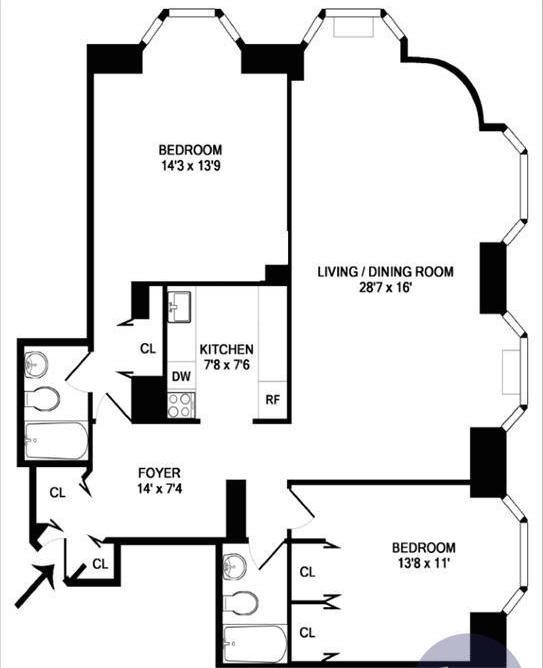 BEDROOM
14'3 x 13'9
LIVING / DINING ROOM
28'7 x 16'
CL
KITCHEN
7'8 x 7'6
DW
RF
FOYER
14' x 7'4
CL
CL
BEDROOM
13'8 x 11'
CL
CL